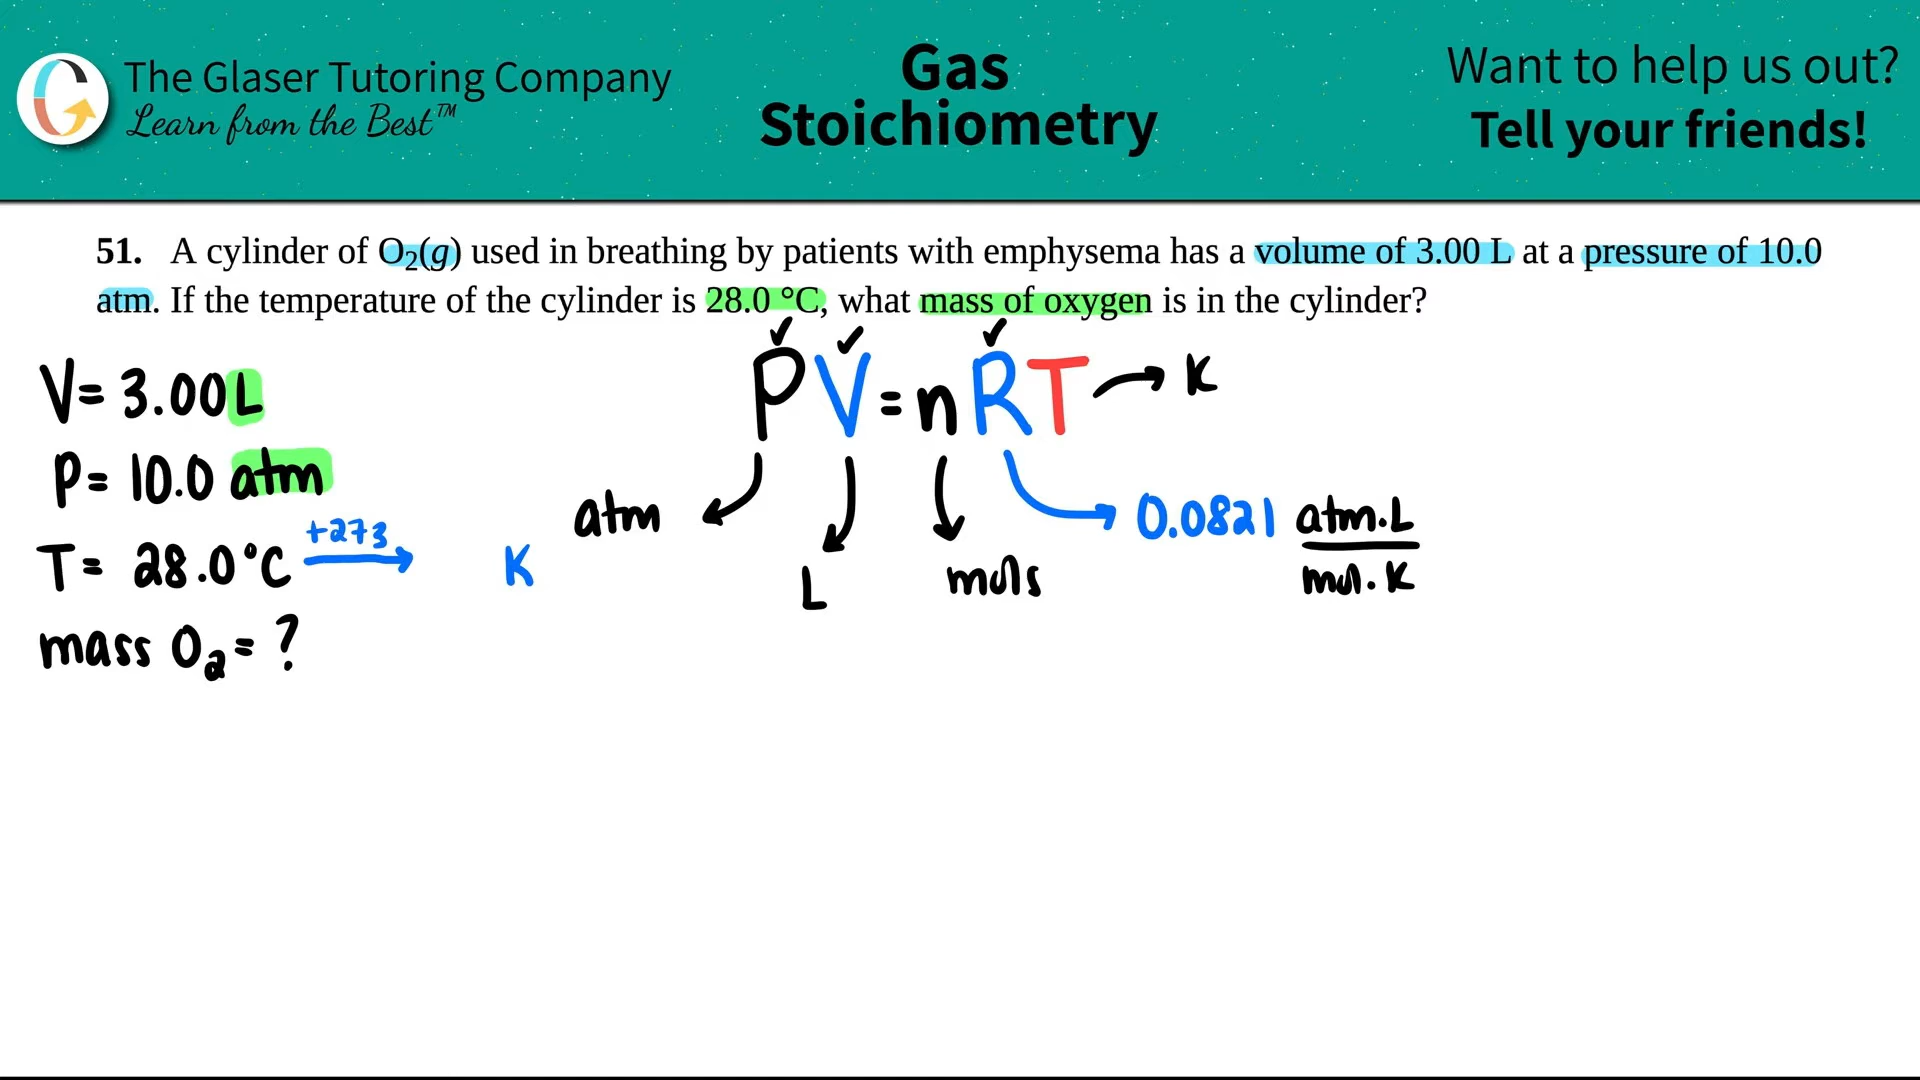 The Glaser Tutoring Company
Learn from the Best™
Gas
Stoichiometry
Want to help us out?
Tell your friends!
51. A cylinder of O₂(g) used in breathing by patients with emphysema has a volume of 3.00 L at a pressure of 10.0
atm. If the temperature of the cylinder is 28.0 °C, what mass of oxygen is in the cylinder?
V= 3.00L
P= 10.0 atm
T= 28.0°C +273 → K
mass O₂= ?
PV=nRT → K
atm
L
mols
0.0821 atm.L
mol.K